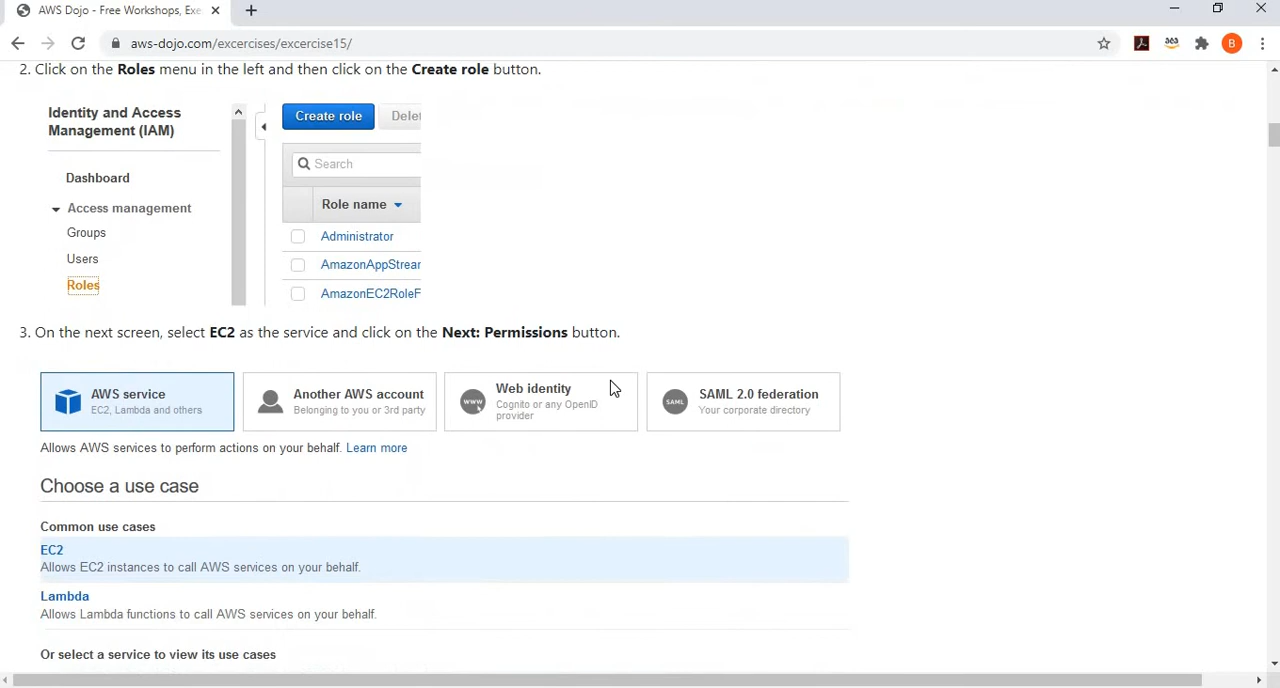 AWS Dojo - Free Workshops, Exe
aws-dojo.com/excercises/excercise15/
B
2. Click on the Roles menu in the left and then click on the Create role button.
Identity and Access
Management (IAM)
Dashboard
Access management
Groups
Users
Roles
Create role
Delet
Search
Role name
Administrator
AmazonAppStrear
AmazonEC2RoleF
3. On the next screen, select EC2 as the service and click on the Next: Permissions button.
AWS service
EC2, Lambda and others
Another AWS account
Belonging to you or 3rd party
www
Web identity
Cognito or any OpenID
provider
SAML
SAML 2.0 federation
Your corporate directory
Allows AWS services to perform actions on your behalf. Learn more
Choose a use case
Common use cases
EC2
Allows EC2 instances to call AWS services on your behalf.
Lambda
Allows Lambda functions to call AWS services on your behalf.
Or select a service to view its use cases